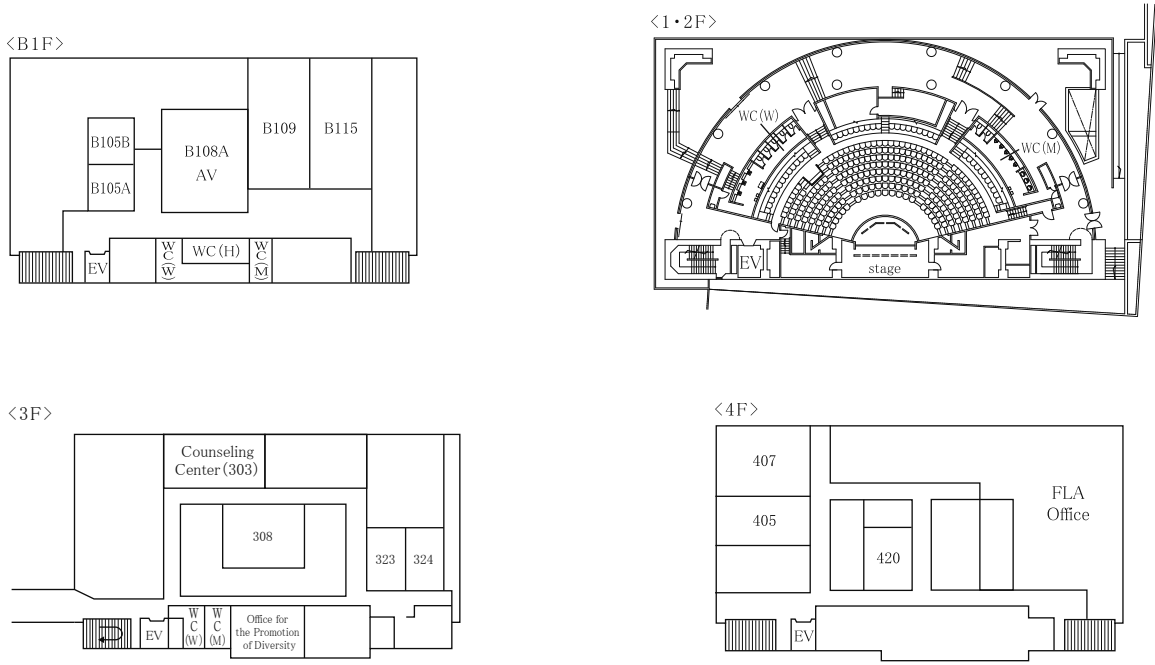 <B1F>
B105B
B105A
B108A
AV
B109
B115
EV
WC(W)
WC(H)
WC(M)
<1・2F>
WC(W)
WC(M)
EV
stage
<3F>
Counseling
Center(303)
308
323
324
EV
WC(W)
WC(M)
Office for
the Promotion
of Diversity
<4F>
407
405
420
FLA
Office
EV